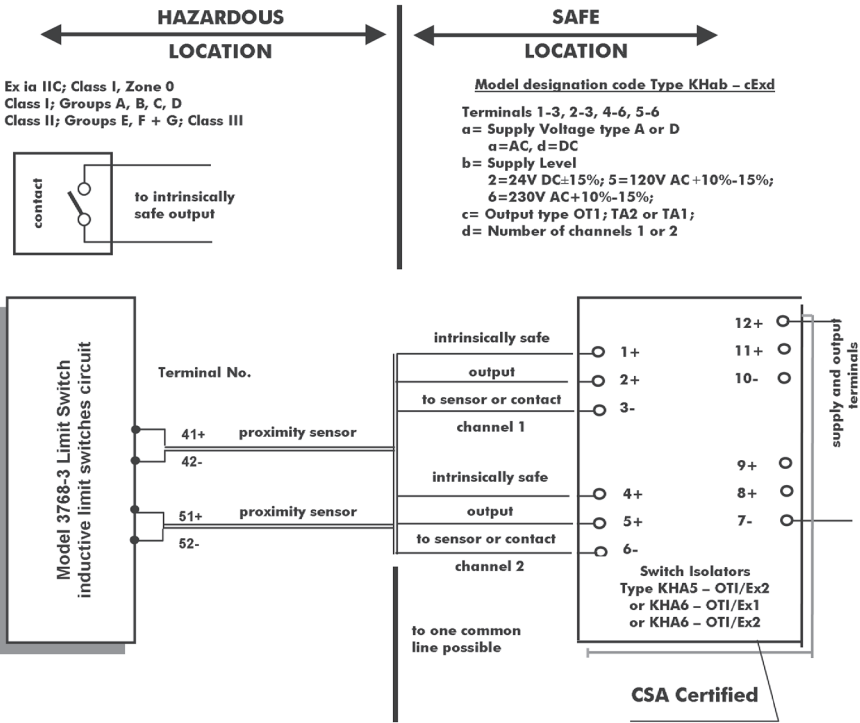 HAZARDOUS
LOCATION
SAFE
LOCATION
Ex ia IIC; Class I, Zone 0
Class I; Groups A, B, C, D
Class II; Groups E, F + G; Class III
Model designation code Type KHab – cExd
Terminals 1-3, 2-3, 4-6, 5-6
a= Supply Voltage type A or D
a=AC, d=DC
b= Supply Level
2=24V DC±15%; 5=120V AC +10%-15%;
6=230V AC+10%-15%;
c= Output type OT1; TA2 or TA1;
d= Number of channels 1 or 2
contact
to intrinsically
safe output
Model 3768-3 Limit Switch
inductive limit switches circuit
Terminal No.
41+
42-
proximity sensor
51+
52-
proximity sensor
intrinsically safe
output
to sensor or contact
channel 1
intrinsically safe
output
to sensor or contact
channel 2
1+
2+
3-
4+
5+
6-
12+
11+
10-
9+
8+
7-
supply and output
terminals
Switch Isolators
Type KHA5 – OTI/Ex2
or KHA6 – OTI/Ex1
or KHA6 – OTI/Ex2
to one common
line possible
CSA Certified